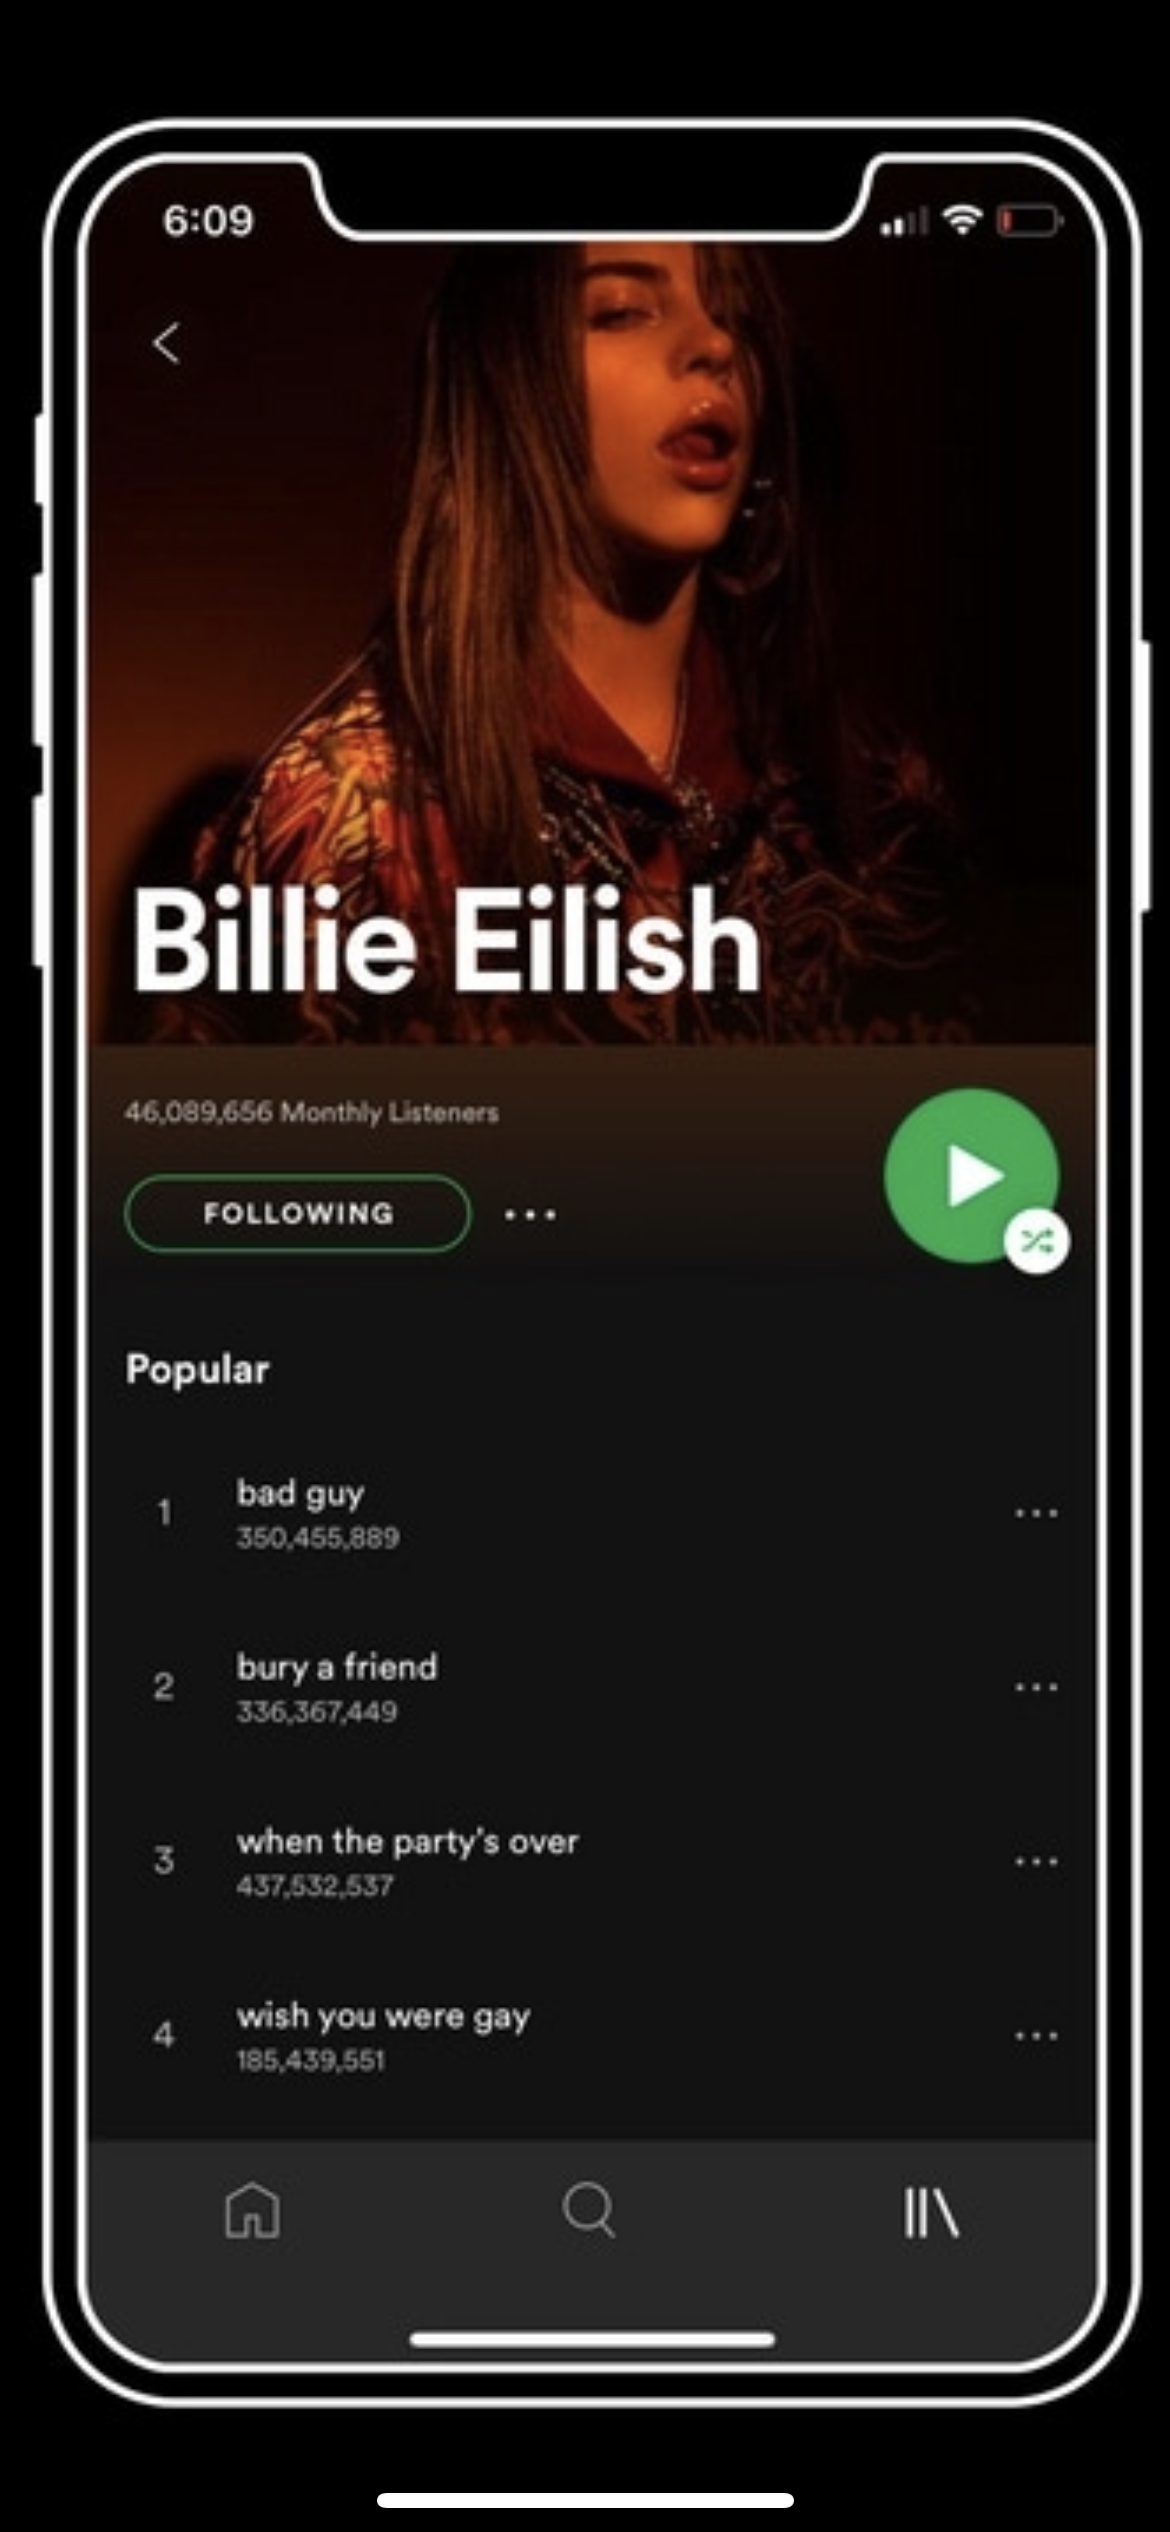 6:09
Billie Eilish
46,089,656 Monthly Listeners
FOLLOWING
Popular
1
bad guy
350,455,889
2
bury a friend
336,367,449
3
when the party's over
437,532,537
4
wish you were gay
185,439,551